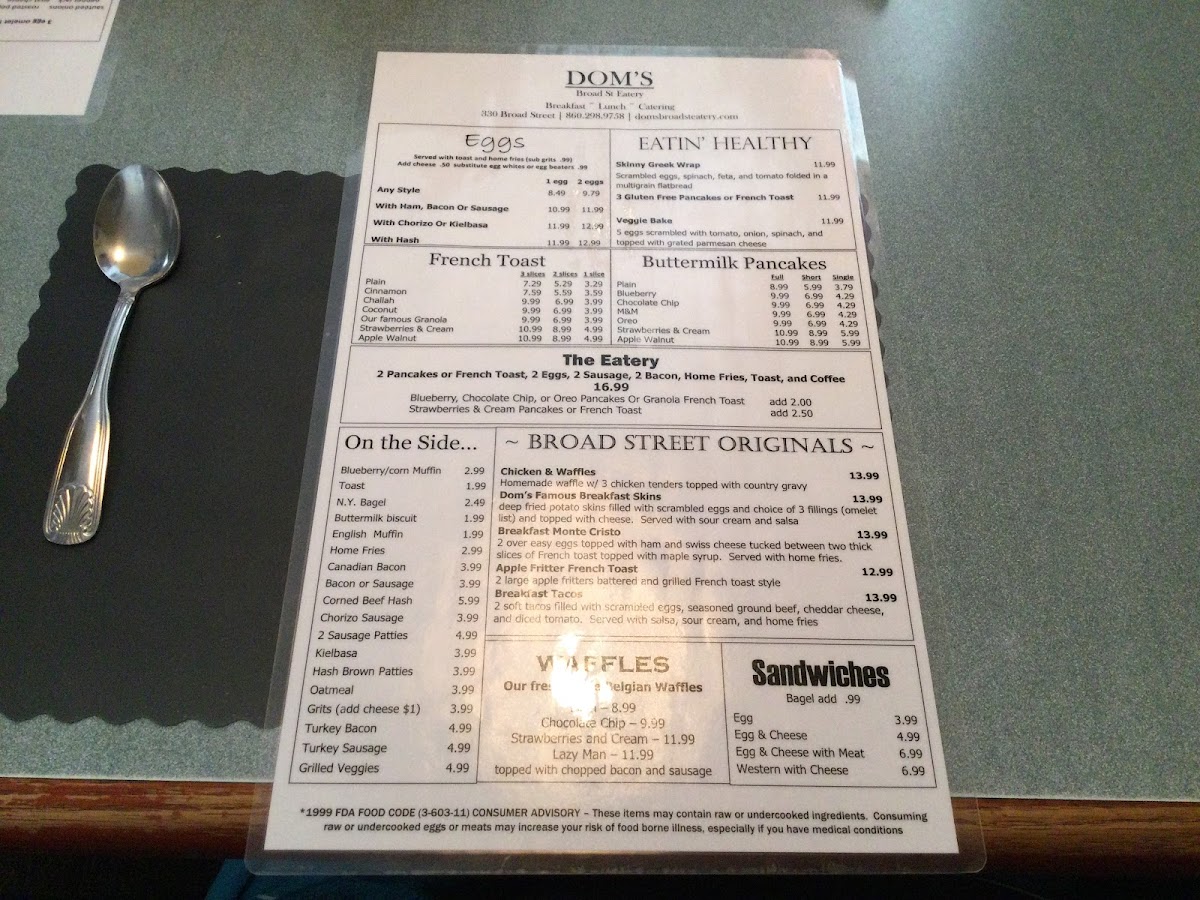 DOM'S
Broad St Eatery
Breakfast ~ Lunch ~ Catering
330 Broad Street | 860.298.9758 | domsbroadsteatery.com
Eggs
Served with toast and home fries (sub grits .99)
Add cheese .50 substitute egg whites or egg beaters .99
1 egg 2 eggs
Any Style 8.49 9.79
With Ham, Bacon Or Sausage 10.99 11.99
With Chorizo Or Kielbasa 11.99 12.99
With Hash 11.99 12.99
EATIN' HEALTHY
Skinny Greek Wrap 11.99
Scrambled eggs, spinach, feta, and tomato folded in a
multigrain flatbread
3 Gluten Free Pancakes or French Toast 11.99
Veggie Bake 11.99
5 eggs scrambled with tomato, onion, spinach, and
topped with grated parmesan cheese
French Toast
3 slices 2 slices 1 slice
Plain 7.29 5.29 3.29
Cinnamon 7.59 5.59 3.59
Challah 9.99 6.99 3.99
Coconut 9.99 6.99 3.99
Our famous Granola 9.99 6.99 3.99
Strawberries & Cream 10.99 8.99 4.99
Apple Walnut 10.99 8.99 4.99
Buttermilk Pancakes
Full Short Single
Plain 8.99 5.99 3.79
Blueberry 9.99 6.99 4.29
Chocolate Chip 9.99 6.99 4.29
M&M 9.99 6.99 4.29
Oreo 9.99 6.99 4.29
Strawberries & Cream 10.99 8.99 5.99
Apple Walnut 10.99 8.99 5.99
The Eatery
2 Pancakes or French Toast, 2 Eggs, 2 Sausage, 2 Bacon, Home Fries, Toast, and Coffee
16.99
Blueberry, Chocolate Chip, or Oreo Pancakes Or Granola French Toast add 2.00
Strawberries & Cream Pancakes or French Toast add 2.50
On the Side...
Blueberry/corn Muffin 2.99
Toast 1.99
N.Y. Bagel 2.49
Buttermilk biscuit 1.99
English Muffin 1.99
Home Fries 2.99
Canadian Bacon 3.99
Bacon or Sausage 3.99
Corned Beef Hash 5.99
Chorizo Sausage 3.99
2 Sausage Patties 4.99
Kielbasa 3.99
Hash Brown Patties 3.99
Oatmeal 3.99
Grits (add cheese $1) 3.99
Turkey Bacon 4.99
Turkey Sausage 4.99
Grilled Veggies 4.99
~ BROAD STREET ORIGINALS ~
Chicken & Waffles 13.99
Homemade waffle w/ 3 chicken tenders topped with country gravy
Dom's Famous Breakfast Skins 13.99
deep fried potato skins filled with scrambled eggs and choice of 3 fillings (omelet
list) and topped with cheese. Served with sour cream and salsa
Breakfast Monte Cristo 13.99
2 over easy eggs topped with ham and swiss cheese tucked between two thick
slices of French toast topped with maple syrup. Served with home fries.
Apple Fritter French Toast 12.99
2 large apple fritters battered and grilled French toast style
Breakfast Tacos 13.99
2 soft tacos filled with scrambled eggs, seasoned ground beef, cheddar cheese,
and diced tomato. Served with salsa, sour cream, and home fries
WAFFLES
Our Belgian Waffles
– 8.99
Chocolate Chip – 9.99
Strawberries and Cream – 11.99
Lazy Man – 11.99
topped with chopped bacon and sausage
Sandwiches
Bagel add .99
Egg 3.99
Egg & Cheese 4.99
Egg & Cheese with Meat 6.99
Western with Cheese 6.99
*1999 FDA FOOD CODE (3-603-11) CONSUMER ADVISORY – These items may contain raw or undercooked ingredients. Consuming
raw or undercooked eggs or meats may increase your risk of food borne illness, especially if you have medical conditions
3 egg omelet